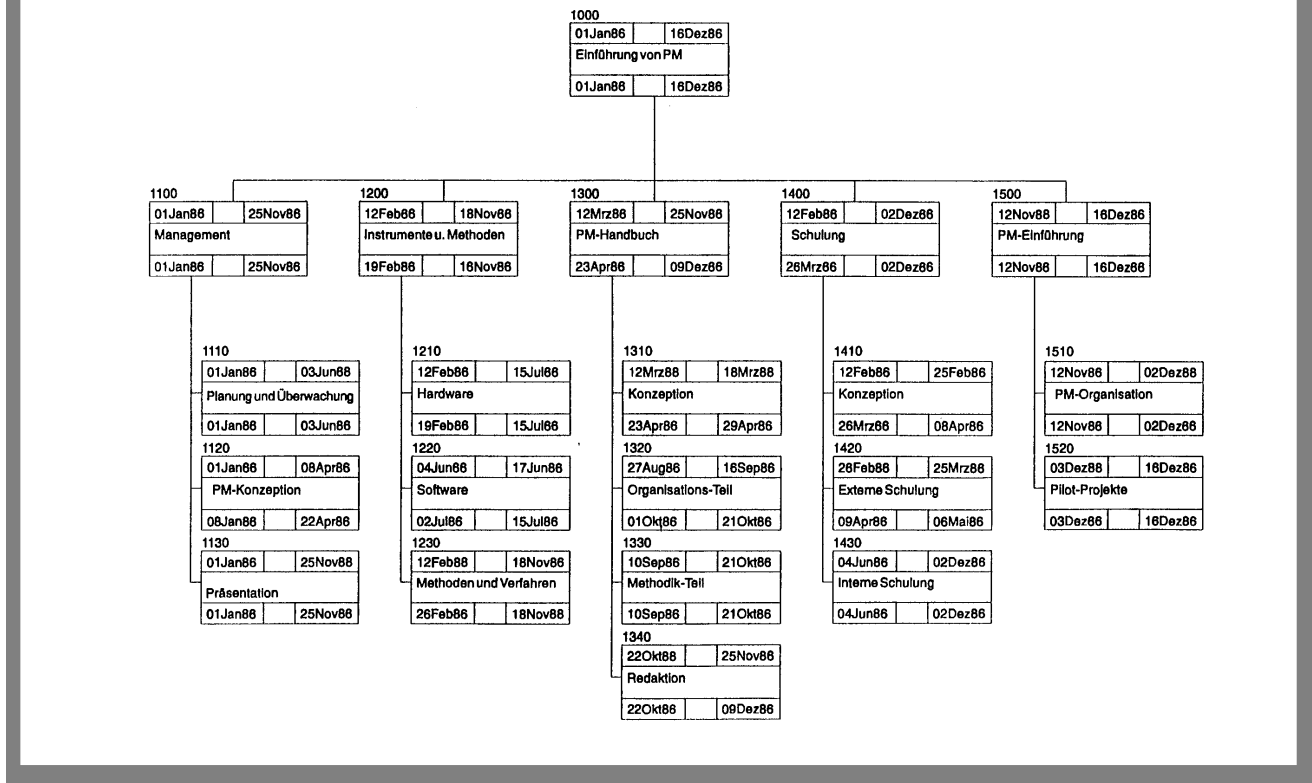 1000
01Jan86 16Dez86
Einführung von PM
01Jan86 16Dez86
1100
01Jan86 25Nov86
Management
01Jan86 25Nov86
1200
12Feb86 18Nov86
Instrumente u. Methoden
19Feb86 16Nov86
1300
12Mrz86 25Nov86
PM-Handbuch
23Apr86 09Dez86
1400
12Feb86 02Dez86
Schulung
26Mrz86 02Dez86
1500
12Nov86 16Dez86
PM-Einführung
12Nov86 16Dez86
1110
01Jan86 03Jun86
Planung und Überwachung
01Jan86 03Jun86
1120
01Jan86 08Apr86
PM-Konzeption
08Jan86 22Apr86
1130
01Jan86 25Nov86
Präsentation
01Jan86 25Nov86
1210
12Feb86 15Jul86
Hardware
19Feb86 15Jul86
1220
04Jun86 17Jun86
Software
02Jul86 15Jul86
1230
12Feb86 18Nov86
Methoden und Verfahren
26Feb86 18Nov86
1310
12Mrz86 18Mrz86
Konzeption
23Apr86 29Apr86
1320
27Aug86 16Sep86
Organisations-Teil
01Okt86 21Okt86
1330
10Sep86 21Okt86
Methodik-Teil
10Sep86 21Okt86
1340
22Okt86 25Nov86
Redaktion
22Okt86 09Dez86
1410
12Feb86 25Feb86
Konzeption
26Mrz86 08Apr86
1420
26Feb86 25Mrz86
Externe Schulung
09Apr86 06Mai86
1430
04Jun86 02Dez86
Interne Schulung
04Jun86 02Dez86
1510
12Nov86 02Dez86
PM-Organisation
12Nov86 02Dez86
1520
03Dez86 16Dez86
Pilot-Projekte
03Dez86 16Dez86